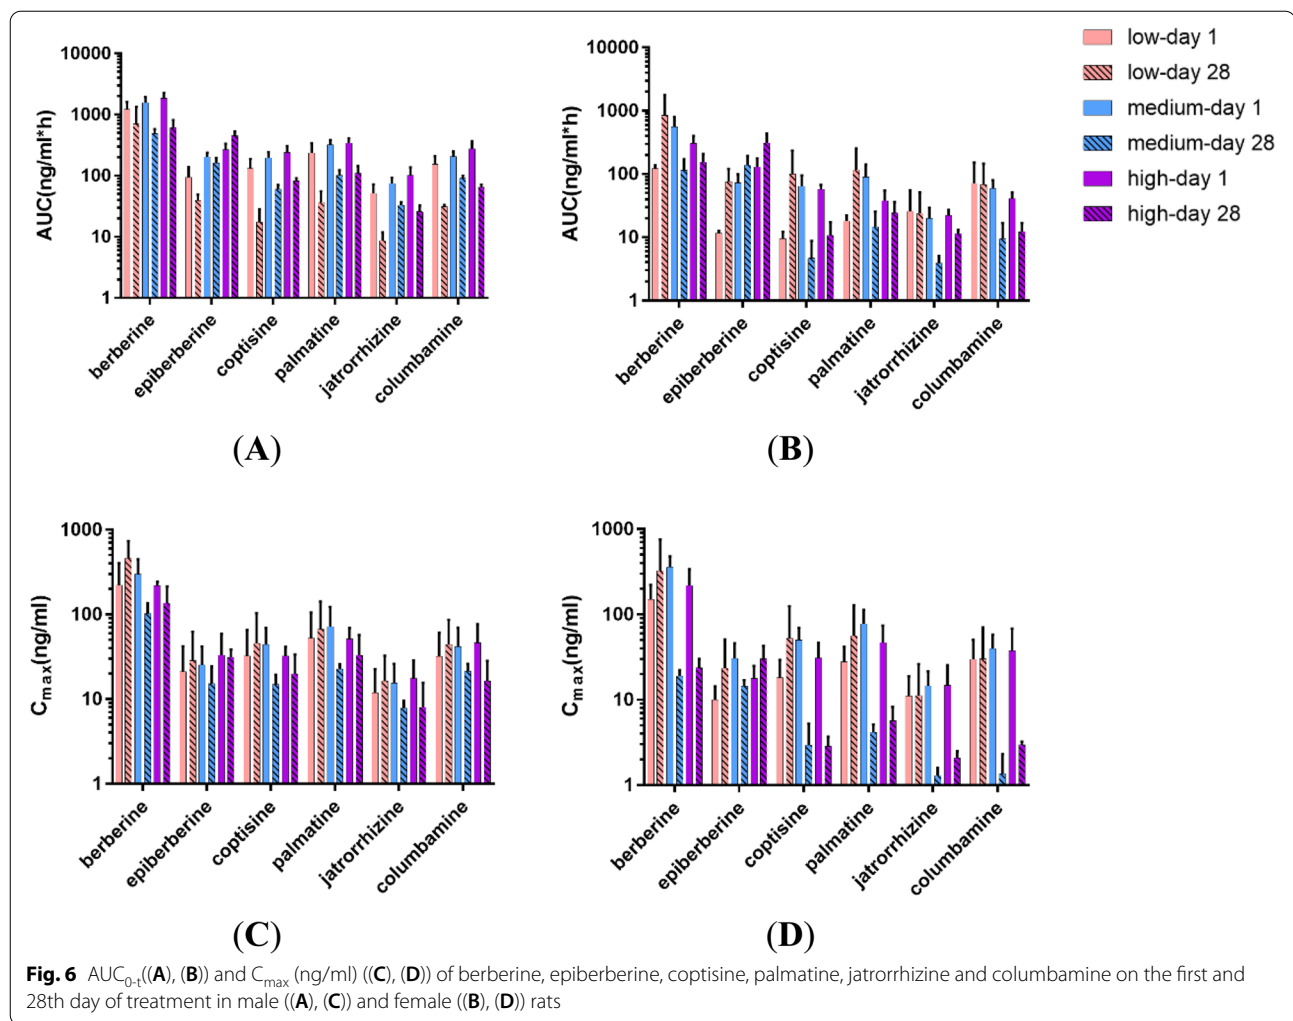 low-day 1
low-day 28
medium-day 1
medium-day 28
high-day 1
high-day 28
AUC(ng/ml*h)
10000
1000
100
10
1
berberine
epiberberine
coptisine
palmatine
jatrorrhizine
columbamine
(A)
AUC(ng/ml*h)
10000
1000
100
10
1
berberine
epiberberine
coptisine
palmatine
jatrorrhizine
columbamine
(B)
Cmax(ng/ml)
1000
100
10
1
berberine
epiberberine
coptisine
palmatine
jatrorrhizine
columbamine
(C)
Cmax(ng/ml)
1000
100
10
1
berberine
epiberberine
coptisine
palmatine
jatrorrhizine
columbamine
(D)
Fig. 6 AUC0-t((A), (B)) and Cmax (ng/ml) ((C), (D)) of berberine, epiberberine, coptisine, palmatine, jatrorrhizine and columbamine on the first and
28th day of treatment in male ((A), (C)) and female ((B), (D)) rats